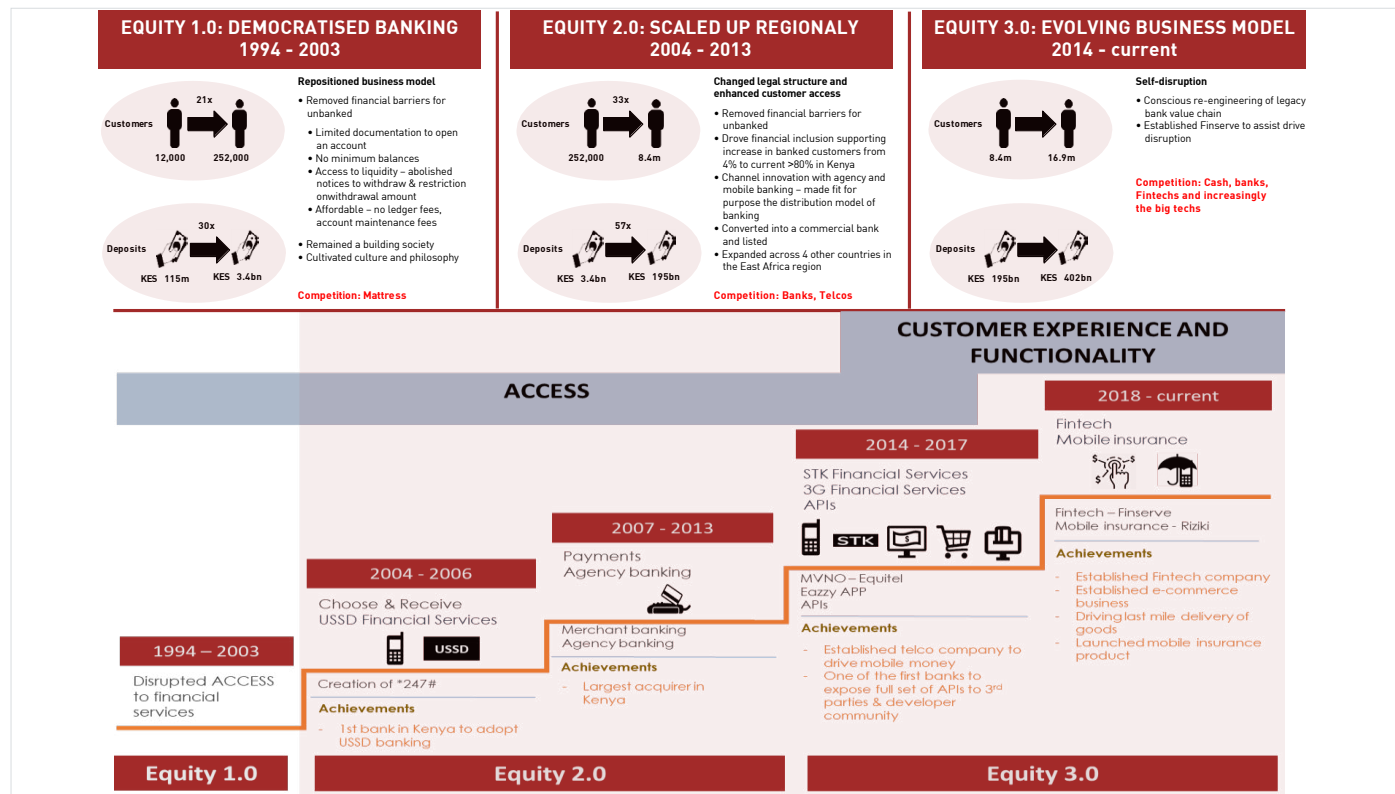 EQUITY 1.0: DEMOCRATISED BANKING
1994 - 2003
Customers
21x
12,000
252,000
Deposits
30x
KES 115m
KES 3.4bn
Repositioned business model
• Removed financial barriers for
unbanked
• Limited documentation to open
an account
• No minimum balances
• Access to liquidity – abolished
notices to withdraw & restriction
onwithdrawal amount
• Affordable – no ledger fees,
account maintenance fees
• Remained a building society
• Cultivated culture and philosophy
Competition: Mattress
EQUITY 2.0: SCALED UP REGIONALY
2004 - 2013
Customers
33x
252,000
8.4m
Deposits
57x
KES 3.4bn
KES 195bn
Changed legal structure and
enhanced customer access
• Removed financial barriers for
unbanked
• Drove financial inclusion supporting
increase in banked customers from
4% to current >80% in Kenya
• Channel innovation with agency and
mobile banking – made fit for
purpose the distribution model of
banking
• Converted into a commercial bank
and listed
• Expanded across 4 other countries in
the East Africa region
Competition: Banks, Telcos
EQUITY 3.0: EVOLVING BUSINESS MODEL
2014 - current
Customers
8.4m
16.9m
Deposits
KES 195bn
KES 402bn
Self-disruption
• Conscious re-engineering of legacy
bank value chain
• Established Finserve to assist drive
disruption
Competition: Cash, banks,
Fintechs and increasingly
the big techs
CUSTOMER EXPERIENCE AND
FUNCTIONALITY
ACCESS
1994 – 2003
Disrupted ACCESS
to financial
services
2004 - 2006
Choose & Receive
USSD Financial Services
USSD
Creation of *247#
Achievements
- 1st bank in Kenya to adopt
USSD banking
2007 - 2013
Payments
Agency banking
Merchant banking
Agency banking
Achievements
- Largest acquirer in
Kenya
2014 - 2017
STK Financial Services
3G Financial Services
APIs
STK
$
MVNO – Equitel
Eazzy APP
APIs
Achievements
- Established telco company to
drive mobile money
- One of the first banks to
expose full set of APIs to 3rd
parties & developer
community
2018 - current
Fintech
Mobile insurance
$ $
$ $
Fintech – Finserve
Mobile insurance - Riziki
Achievements
- Established Fintech company
- Established e-commerce
business
- Driving last mile delivery of
goods
- Launched mobile insurance
product
Equity 1.0
Equity 2.0
Equity 3.0